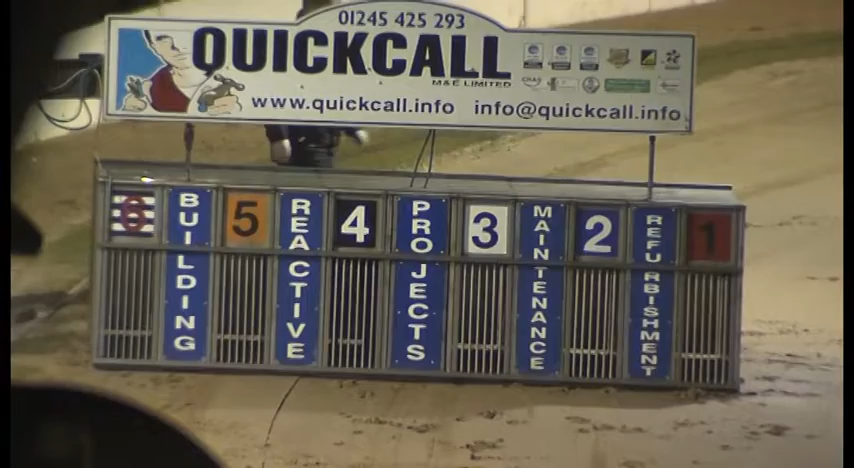 01245 425 293
QUICKCALL
M&E LIMITED
www.quickcall.info info@quickcall.info
6
BUILDING
5
REACTIVE
4
PROJECTS
3
MAINTENANCE
2
REFURBISHMENT
1